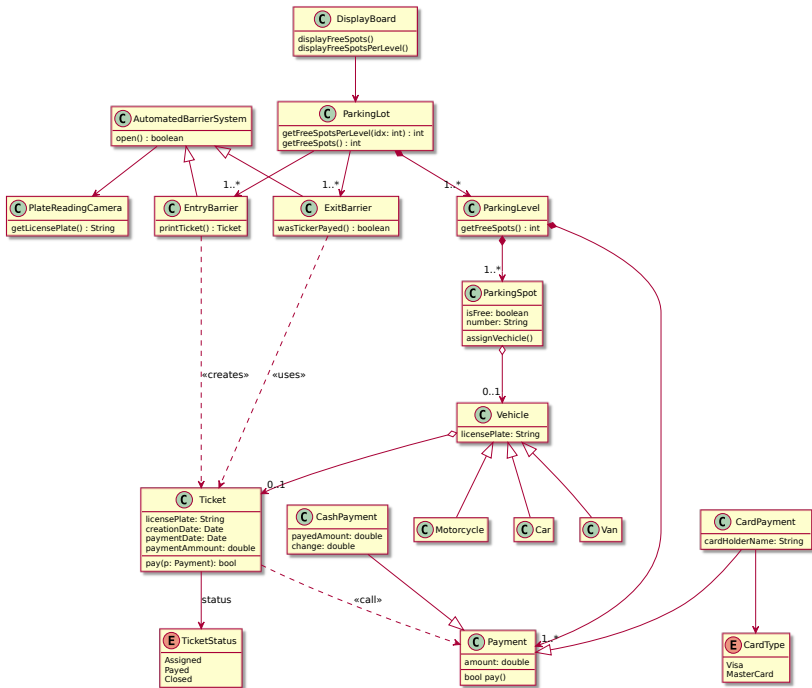 C DisplayBoard
displayFreeSpots()
displayFreeSpotsPerLevel()
C AutomatedBarrierSystem
open() : boolean
C ParkingLot
getFreeSpotsPerLevel(idx: int) : int
getFreeSpots() : int
1..*
1..*
1..*
C PlateReadingCamera
getLicensePlate() : String
C EntryBarrier
printTicket() : Ticket
C ExitBarrier
wasTickerPayed() : boolean
C ParkingLevel
getFreeSpots() : int
1..*
C ParkingSpot
isFree: boolean
number: String
assignVechicle()
«creates»
«uses»
0..1
C Vehicle
licensePlate: String
0..1
C Ticket
licensePlate: String
creationDate: Date
paymentDate: Date
paymentAmmount: double
pay(p: Payment): bool
C CashPayment
payedAmount: double
change: double
C Motorcycle
C Car
C Van
C CardPayment
cardHolderName: String
status
«call»
1..*
E TicketStatus
Assigned
Payed
Closed
C Payment
amount: double
bool pay()
E CardType
Visa
MasterCard